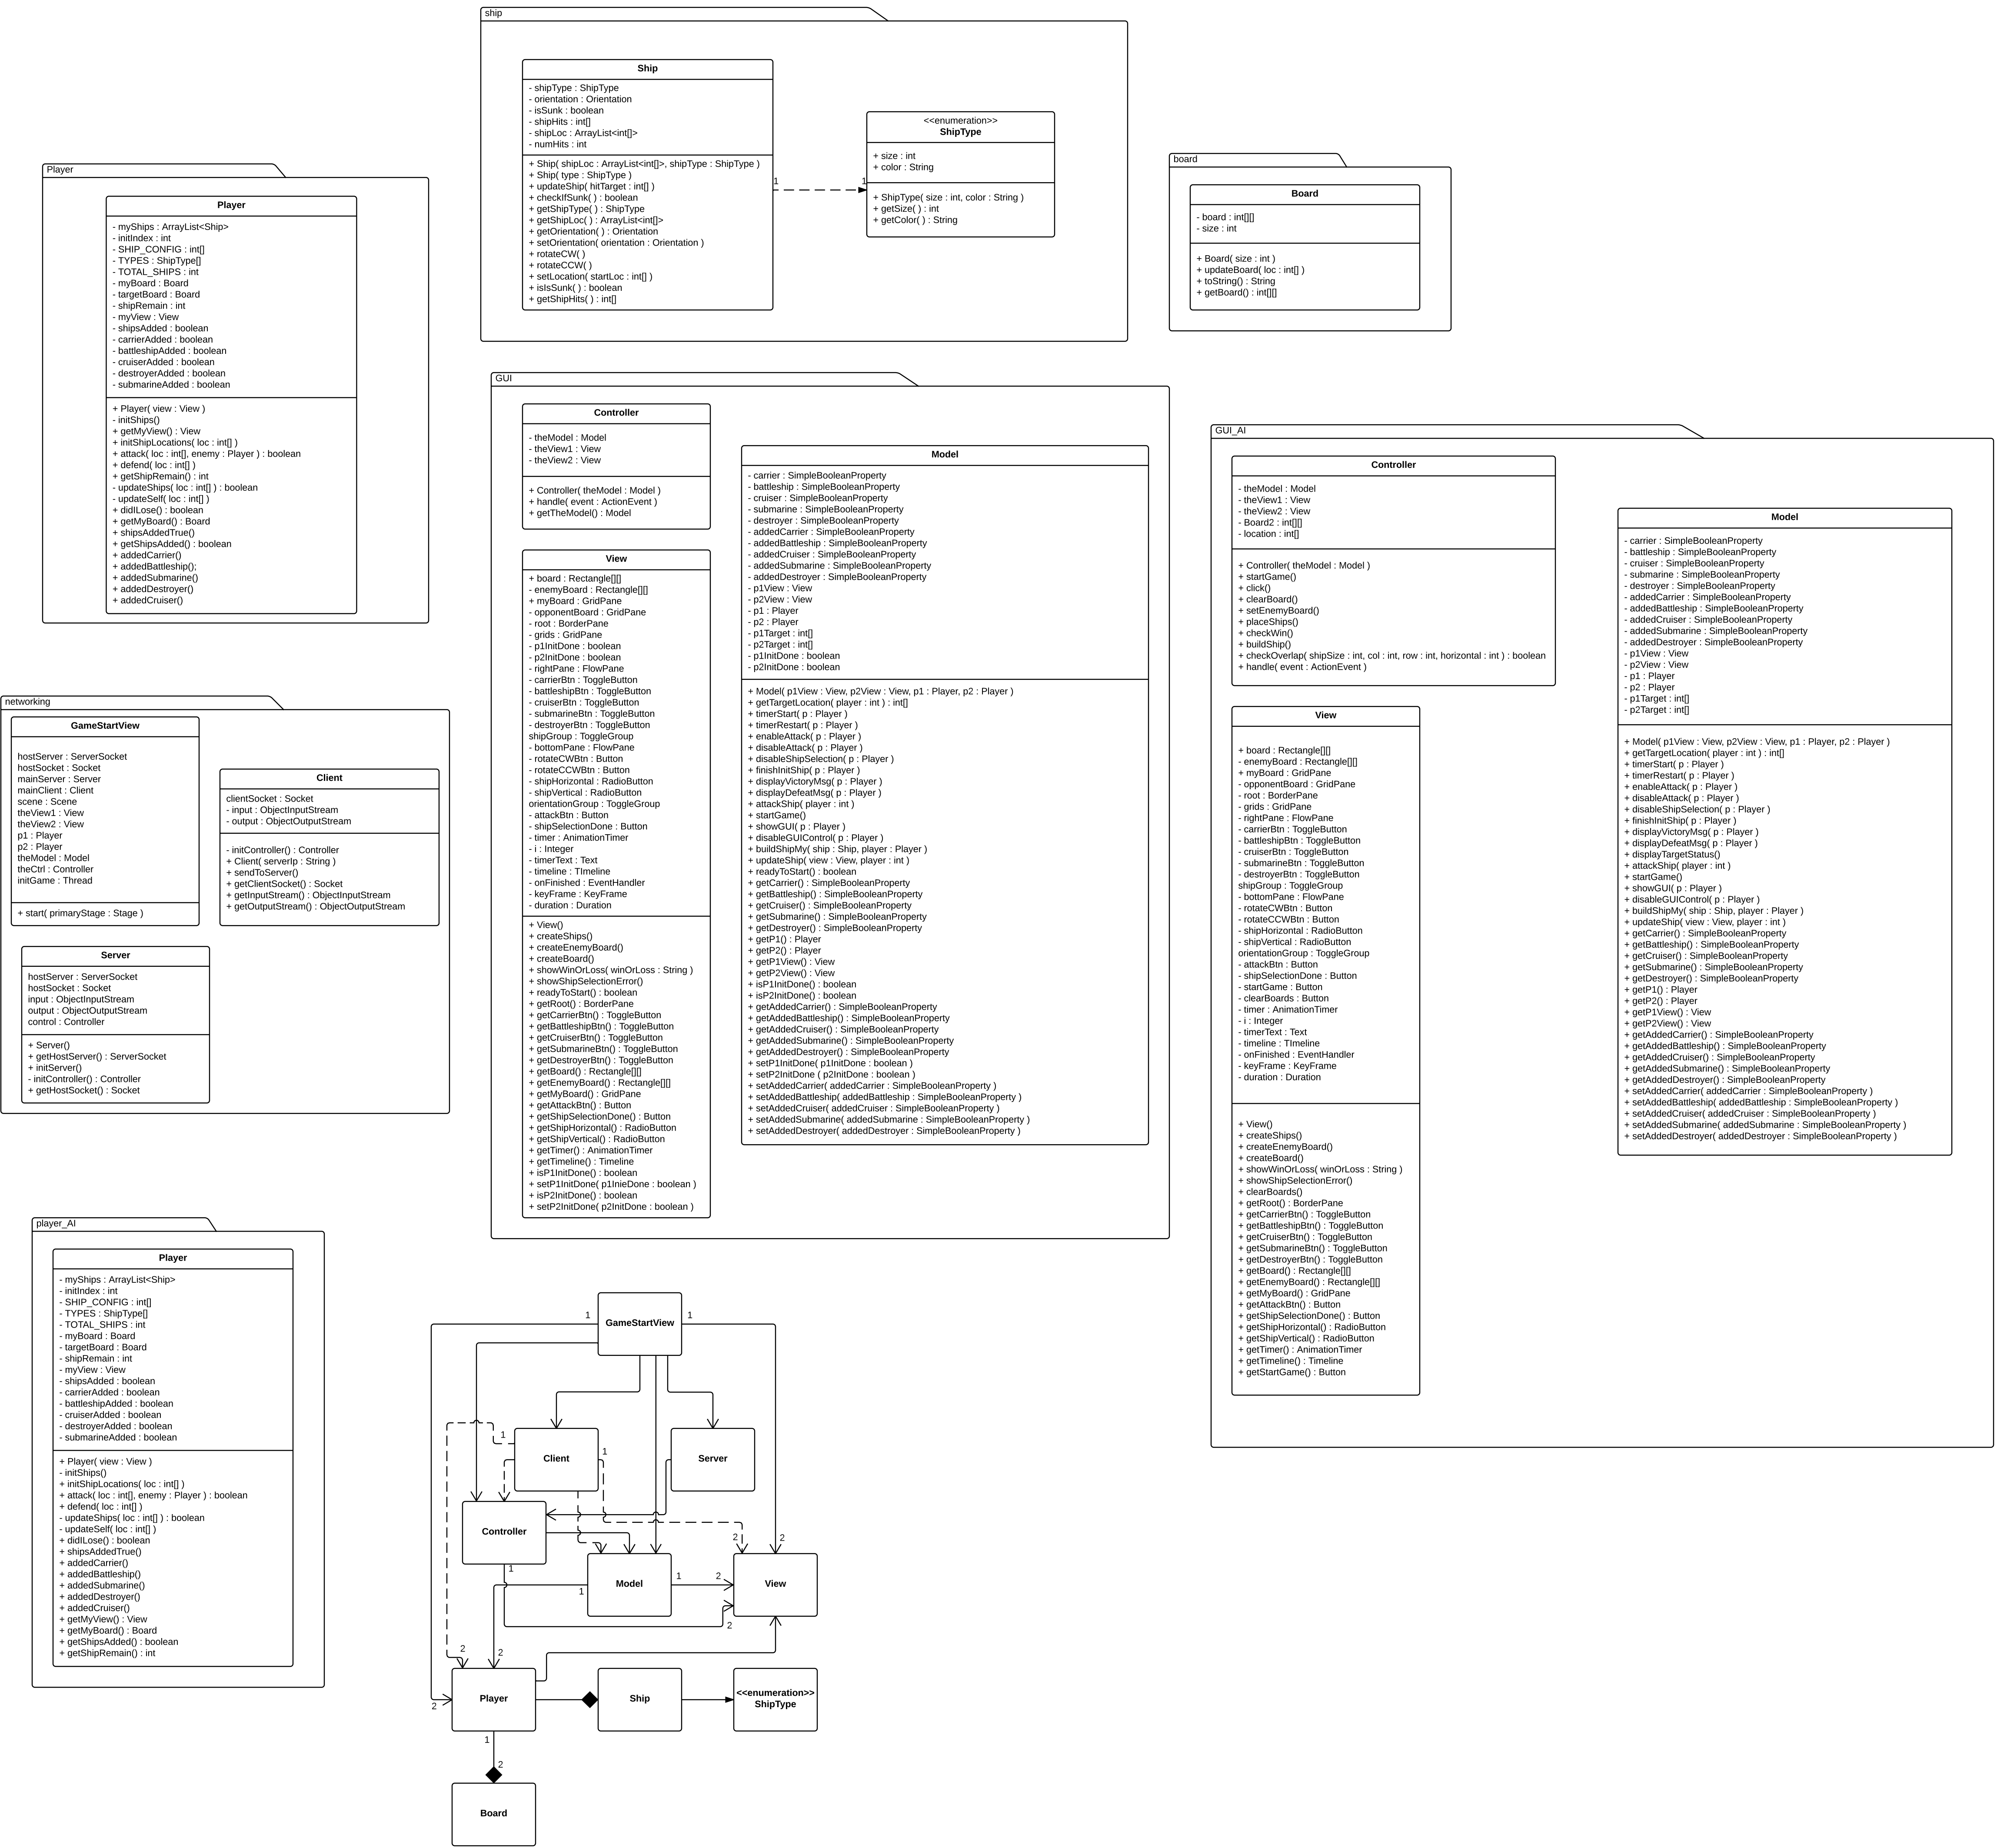 ship
Ship
- shipType : ShipType
- orientation : Orientation
- isSunk : boolean
- shipHits : int[]
- shipLoc : ArrayList<int[]>
- numHits : int
+ Ship( shipLoc : ArrayList<int[]>, shipType : ShipType )
+ Ship( type : ShipType )
+ updateShip( hitTarget : int[] )
+ checkIfSunk( ) : boolean
+ getShipType( ) : ShipType
+ getShipLoc( ) : ArrayList<int[]>
+ getOrientation( ) : Orientation
+ setOrientation( orientation : Orientation )
+ rotateCW( )
+ rotateCCW( )
+ setLocation( startLoc : int[] )
+ isIsSunk( ) : boolean
+ getShipHits( ) : int[]
1
1
<<enumeration>>
ShipType
+ size : int
+ color : String
+ ShipType( size : int, color : String )
+ getSize( ) : int
+ getColor( ) : String
board
Board
- board : int[][]
- size : int
+ Board( size : int )
+ updateBoard( loc : int[] )
+ toString() : String
+ getBoard() : int[][]
Player
Player
- myShips : ArrayList<Ship>
- initIndex : int
- SHIP_CONFIG : int[]
- TYPES : ShipType[]
- TOTAL_SHIPS : int
- myBoard : Board
- targetBoard : Board
- shipRemain : int
- myView : View
- shipsAdded : boolean
- carrierAdded : boolean
- battleshipAdded : boolean
- cruiserAdded : boolean
- destroyerAdded : boolean
- submarineAdded : boolean
+ Player( view : View )
- initShips()
+ getMyView() : View
+ initShipLocations( loc : int[] )
+ attack( loc : int[], enemy : Player ) : boolean
+ defend( loc : int[] )
+ getShipRemain() : int
- updateShips( loc : int[] ) : boolean
- updateSelf( loc : int[] )
+ didILose() : boolean
+ getMyBoard() : Board
+ shipsAddedTrue()
+ getShipsAdded() : boolean
+ addedCarrier()
+ addedBattleship();
+ addedSubmarine()
+ addedDestroyer()
+ addedCruiser()
GUI
Controller
- theModel : Model
- theView1 : View
- theView2 : View
+ Controller( theModel : Model )
+ handle( event : ActionEvent )
+ getTheModel() : Model
View
+ board : Rectangle[][]
- enemyBoard : Rectangle[][]
+ myBoard : GridPane
- opponentBoard : GridPane
- root : BorderPane
- grids : GridPane
- p1InitDone : boolean
- p2InitDone : boolean
- rightPane : FlowPane
- carrierBtn : ToggleButton
- battleshipBtn : ToggleButton
- cruiserBtn : ToggleButton
- submarineBtn : ToggleButton
- destroyerBtn : ToggleButton
shipGroup : ToggleGroup
- bottomPane : FlowPane
- rotateCWBtn : Button
- rotateCCWBtn : Button
- shipHorizontal : RadioButton
- shipVertical : RadioButton
orientationGroup : ToggleGroup
- attackBtn : Button
- shipSelectionDone : Button
- timer : AnimationTimer
- i : Integer
- timerText : Text
- timeline : TImeline
- onFinished : EventHandler
- keyFrame : KeyFrame
- duration : Duration
+ View()
+ createShips()
+ createEnemyBoard()
+ createBoard()
+ showWinOrLoss( winOrLoss : String )
+ showShipSelectionError()
+ readyToStart() : boolean
+ getRoot() : BorderPane
+ getCarrierBtn() : ToggleButton
+ getBattleshipBtn() : ToggleButton
+ getCruiserBtn() : ToggleButton
+ getSubmarineBtn() : ToggleButton
+ getDestroyerBtn() : ToggleButton
+ getBoard() : Rectangle[][]
+ getEnemyBoard() : Rectangle[][]
+ getMyBoard() : GridPane
+ getAttackBtn() : Button
+ getShipSelectionDone() : Button
+ getShipHorizontal() : RadioButton
+ getShipVertical() : RadioButton
+ getTimer() : AnimationTimer
+ getTimeline() : Timeline
+ isP1InitDone() : boolean
+ setP1InitDone( p1InieDone : boolean )
+ isP2InitDone() : boolean
+ setP2InitDone( p2InitDone : boolean )
Model
- carrier : SimpleBooleanProperty
- battleship : SimpleBooleanProperty
- cruiser : SimpleBooleanProperty
- submarine : SimpleBooleanProperty
- destroyer : SimpleBooleanProperty
- addedCarrier : SimpleBooleanProperty
- addedBattleship : SimpleBooleanProperty
- addedCruiser : SimpleBooleanProperty
- addedSubmarine : SimpleBooleanProperty
- addedDestroyer : SimpleBooleanProperty
- p1View : View
- p2View : View
- p1 : Player
- p2 : Player
- p1Target : int[]
- p2Target : int[]
- p1InitDone : boolean
- p2InitDone : boolean
+ Model( p1View : View, p2View : View, p1 : Player, p2 : Player )
+ getTargetLocation( player : int ) : int[]
+ timerStart( p : Player )
+ timerRestart( p : Player )
+ enableAttack( p : Player )
+ disableAttack( p : Player )
+ disableShipSelection( p : Player )
+ finishInitShip( p : Player )
+ displayVictoryMsg( p : Player )
+ displayDefeatMsg( p : Player )
+ attackShip( player : int )
+ startGame()
+ showGUI( p : Player )
+ disableGUIControl( p : Player )
+ buildShipMy( ship : Ship, player : Player )
+ updateShip( view : View, player : int )
+ readyToStart() : boolean
+ getCarrier() : SimpleBooleanProperty
+ getBattleship() : SimpleBooleanProperty
+ getCruiser() : SimpleBooleanProperty
+ getSubmarine() : SimpleBooleanProperty
+ getDestroyer() : SimpleBooleanProperty
+ getP1() : Player
+ getP2() : Player
+ getP1View() : View
+ getP2View() : View
+ isP1InitDone() : boolean
+ isP2InitDone() : boolean
+ getAddedCarrier() : SimpleBooleanProperty
+ getAddedBattleship() : SimpleBooleanProperty
+ getAddedCruiser() : SimpleBooleanProperty
+ getAddedSubmarine() : SimpleBooleanProperty
+ getAddedDestroyer() : SimpleBooleanProperty
+ setP1InitDone( p1InitDone : boolean )
+ setP2InitDone ( p2InitDone : boolean )
+ setAddedCarrier( addedCarrier : SimpleBooleanProperty )
+ setAddedBattleship( addedBattleship : SimpleBooleanProperty )
+ setAddedCruiser( addedCruiser : SimpleBooleanProperty )
+ setAddedSubmarine( addedSubmarine : SimpleBooleanProperty )
+ setAddedDestroyer( addedDestroyer : SimpleBooleanProperty )
GUI_AI
Controller
- theModel : Model
- theView1 : View
- theView2 : View
- Board2 : int[][]
- location : int[]
+ Controller( theModel : Model )
+ startGame()
+ click()
+ clearBoard()
+ setEnemyBoard()
+ placeShips()
+ checkWin()
+ buildShip()
+ checkOverlap( shipSize : int, col : int, row : int, horizontal : int ) : boolean
+ handle( event : ActionEvent )
View
+ board : Rectangle[][]
- enemyBoard : Rectangle[][]
+ myBoard : GridPane
- opponentBoard : GridPane
- root : BorderPane
- grids : GridPane
- rightPane : FlowPane
- carrierBtn : ToggleButton
- battleshipBtn : ToggleButton
- cruiserBtn : ToggleButton
- submarineBtn : ToggleButton
- destroyerBtn : ToggleButton
shipGroup : ToggleGroup
- bottomPane : FlowPane
- rotateCWBtn : Button
- rotateCCWBtn : Button
- shipHorizontal : RadioButton
- shipVertical : RadioButton
orientationGroup : ToggleGroup
- attackBtn : Button
- shipSelectionDone : Button
- startGame : Button
- clearBoards : Button
- timer : AnimationTimer
- i : Integer
- timerText : Text
- timeline : TImeline
- onFinished : EventHandler
- keyFrame : KeyFrame
- duration : Duration
+ View()
+ createShips()
+ createEnemyBoard()
+ createBoard()
+ showWinOrLoss( winOrLoss : String )
+ showShipSelectionError()
+ clearBoards()
+ getRoot() : BorderPane
+ getCarrierBtn() : ToggleButton
+ getBattleshipBtn() : ToggleButton
+ getCruiserBtn() : ToggleButton
+ getSubmarineBtn() : ToggleButton
+ getDestroyerBtn() : ToggleButton
+ getBoard() : Rectangle[][]
+ getEnemyBoard() : Rectangle[][]
+ getMyBoard() : GridPane
+ getAttackBtn() : Button
+ getShipSelectionDone() : Button
+ getShipHorizontal() : RadioButton
+ getShipVertical() : RadioButton
+ getTimer() : AnimationTimer
+ getTimeline() : Timeline
+ getStartGame() : Button
Model
- carrier : SimpleBooleanProperty
- battleship : SimpleBooleanProperty
- cruiser : SimpleBooleanProperty
- submarine : SimpleBooleanProperty
- destroyer : SimpleBooleanProperty
- addedCarrier : SimpleBooleanProperty
- addedBattleship : SimpleBooleanProperty
- addedCruiser : SimpleBooleanProperty
- addedSubmarine : SimpleBooleanProperty
- addedDestroyer : SimpleBooleanProperty
- p1View : View
- p2View : View
- p1 : Player
- p2 : Player
- p1Target : int[]
- p2Target : int[]
+ Model( p1View : View, p2View : View, p1 : Player, p2 : Player )
+ getTargetLocation( player : int ) : int[]
+ timerStart( p : Player )
+ timerRestart( p : Player )
+ enableAttack( p : Player )
+ disableAttack( p : Player )
+ disableShipSelection( p : Player )
+ finishInitShip( p : Player )
+ displayVictoryMsg( p : Player )
+ displayDefeatMsg( p : Player )
+ displayTargetStatus()
+ attackShip( player : int )
+ startGame()
+ showGUI( p : Player )
+ disableGUIControl( p : Player )
+ buildShipMy( ship : Ship, player : Player )
+ updateShip( view : View, player : int )
+ getCarrier() : SimpleBooleanProperty
+ getBattleship() : SimpleBooleanProperty
+ getCruiser() : SimpleBooleanProperty
+ getSubmarine() : SimpleBooleanProperty
+ getDestroyer() : SimpleBooleanProperty
+ getP1() : Player
+ getP2() : Player
+ getP1View() : View
+ getP2View() : View
+ getAddedCarrier() : SimpleBooleanProperty
+ getAddedBattleship() : SimpleBooleanProperty
+ getAddedCruiser() : SimpleBooleanProperty
+ getAddedSubmarine() : SimpleBooleanProperty
+ getAddedDestroyer() : SimpleBooleanProperty
+ setAddedCarrier( addedCarrier : SimpleBooleanProperty )
+ setAddedBattleship( addedBattleship : SimpleBooleanProperty )
+ setAddedCruiser( addedCruiser : SimpleBooleanProperty )
+ setAddedSubmarine( addedSubmarine : SimpleBooleanProperty )
+ setAddedDestroyer( addedDestroyer : SimpleBooleanProperty )
networking
GameStartView
hostServer : ServerSocket
hostSocket : Socket
mainServer : Server
mainClient : Client
scene : Scene
theView1 : View
theView2 : View
p1 : Player
p2 : Player
theModel : Model
theCtrl : Controller
initGame : Thread
+ start( primaryStage : Stage )
Client
clientSocket : Socket
- input : ObjectInputStream
- output : ObjectOutputStream
- initController() : Controller
+ Client( serverIp : String )
+ sendToServer()
+ getClientSocket() : Socket
+ getInputStream() : ObjectInputStream
+ getOutputStream() : ObjectOutputStream
Server
hostServer : ServerSocket
hostSocket : Socket
input : ObjectInputStream
output : ObjectOutputStream
control : Controller
+ Server()
+ getHostServer() : ServerSocket
+ initServer()
- initController() : Controller
+ getHostSocket() : Socket
player_AI
Player
- myShips : ArrayList<Ship>
- initIndex : int
- SHIP_CONFIG : int[]
- TYPES : ShipType[]
- TOTAL_SHIPS : int
- myBoard : Board
- targetBoard : Board
- shipRemain : int
- myView : View
- shipsAdded : boolean
- carrierAdded : boolean
- battleshipAdded : boolean
- cruiserAdded : boolean
- destroyerAdded : boolean
- submarineAdded : boolean
+ Player( view : View )
- initShips()
+ initShipLocations( loc : int[] )
+ attack( loc : int[], enemy : Player ) : boolean
+ defend( loc : int[] )
- updateShips( loc : int[] ) : boolean
- updateSelf( loc : int[] )
+ didILose() : boolean
+ shipsAddedTrue()
+ addedCarrier()
+ addedBattleship()
+ addedSubmarine()
+ addedDestroyer()
+ addedCruiser()
+ getMyView() : View
+ getMyBoard() : Board
+ getShipsAdded() : boolean
+ getShipRemain() : int
1
GameStartView
1
1
Client
1
Server
Controller
2
2
1
Model
1
2
View
1
2
2
2
2
Player
Ship
<<enumeration>>
ShipType
1
2
Board